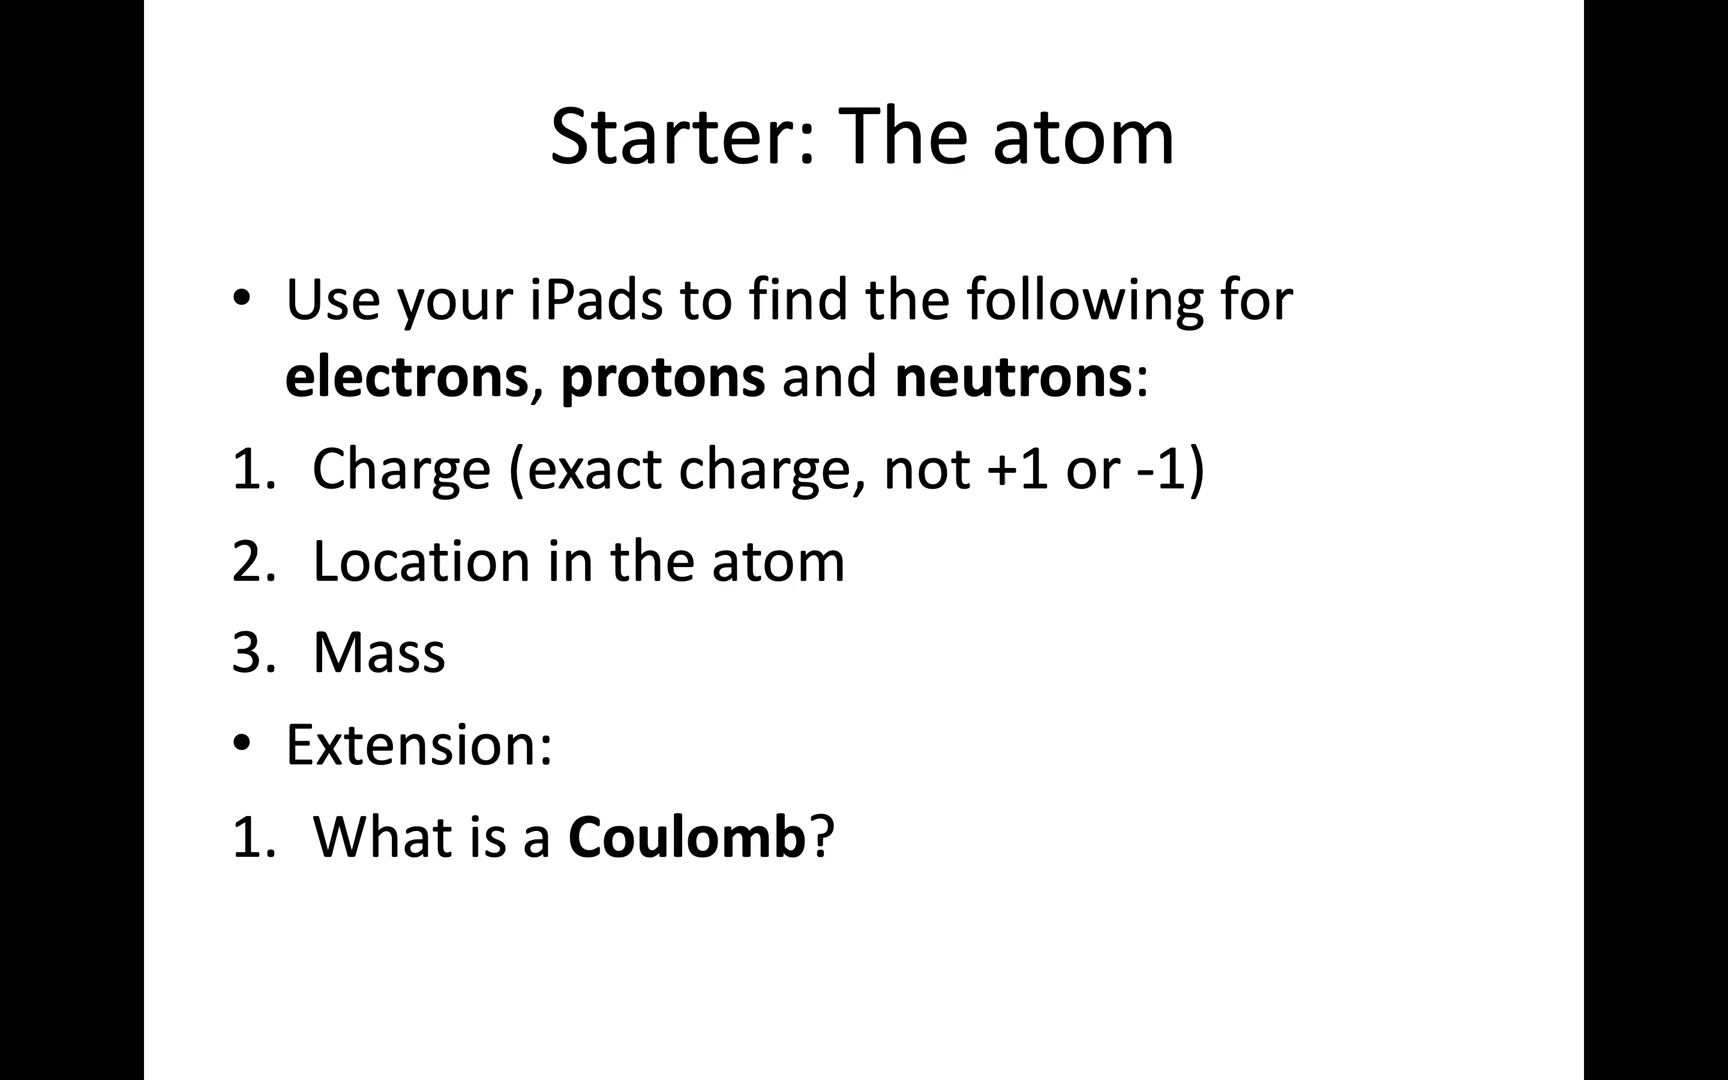 Starter: The atom
• Use your iPads to find the following for
electrons, protons and neutrons:
1. Charge (exact charge, not +1 or -1)
2. Location in the atom
3. Mass
• Extension:
1. What is a Coulomb?